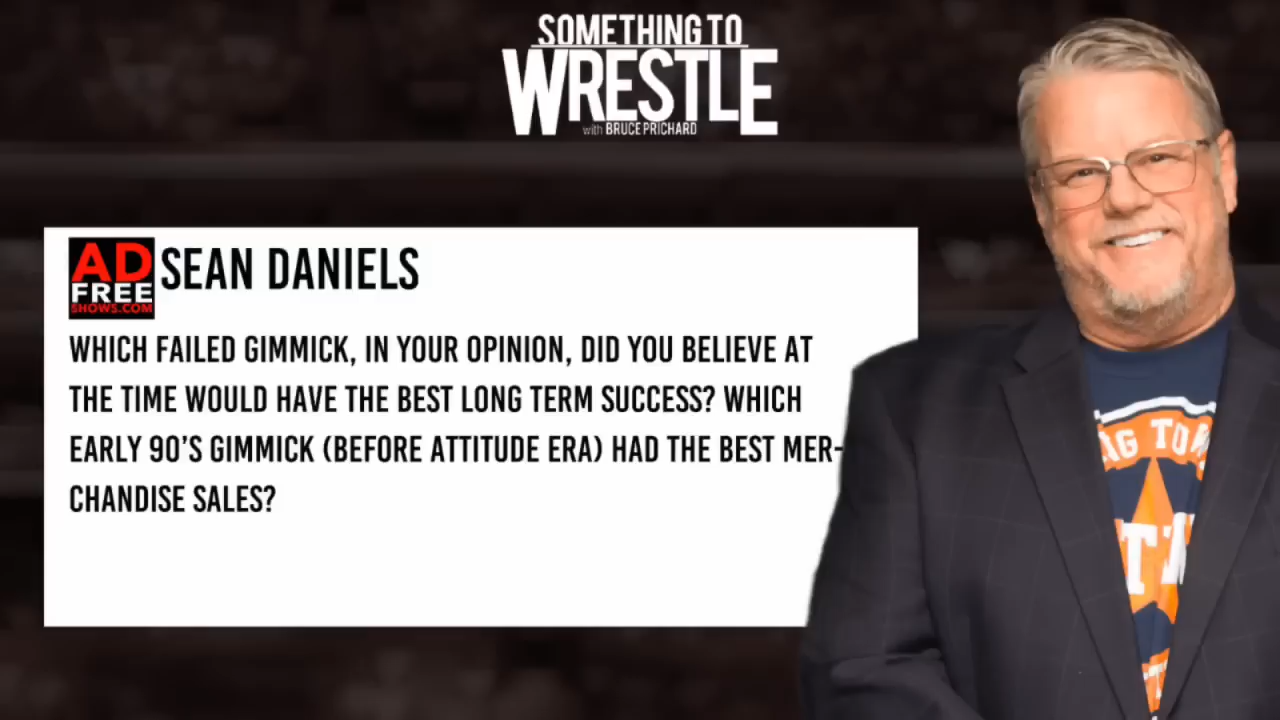 SOMETHING TO
WRESTLE
with BRUCE PRICHARD
AD
FREE
SHOWS.COM
SEAN DANIELS
WHICH FAILED GIMMICK, IN YOUR OPINION, DID YOU BELIEVE AT
THE TIME WOULD HAVE THE BEST LONG TERM SUCCESS? WHICH
EARLY 90'S GIMMICK (BEFORE ATTITUDE ERA) HAD THE BEST MER-
CHANDISE SALES?